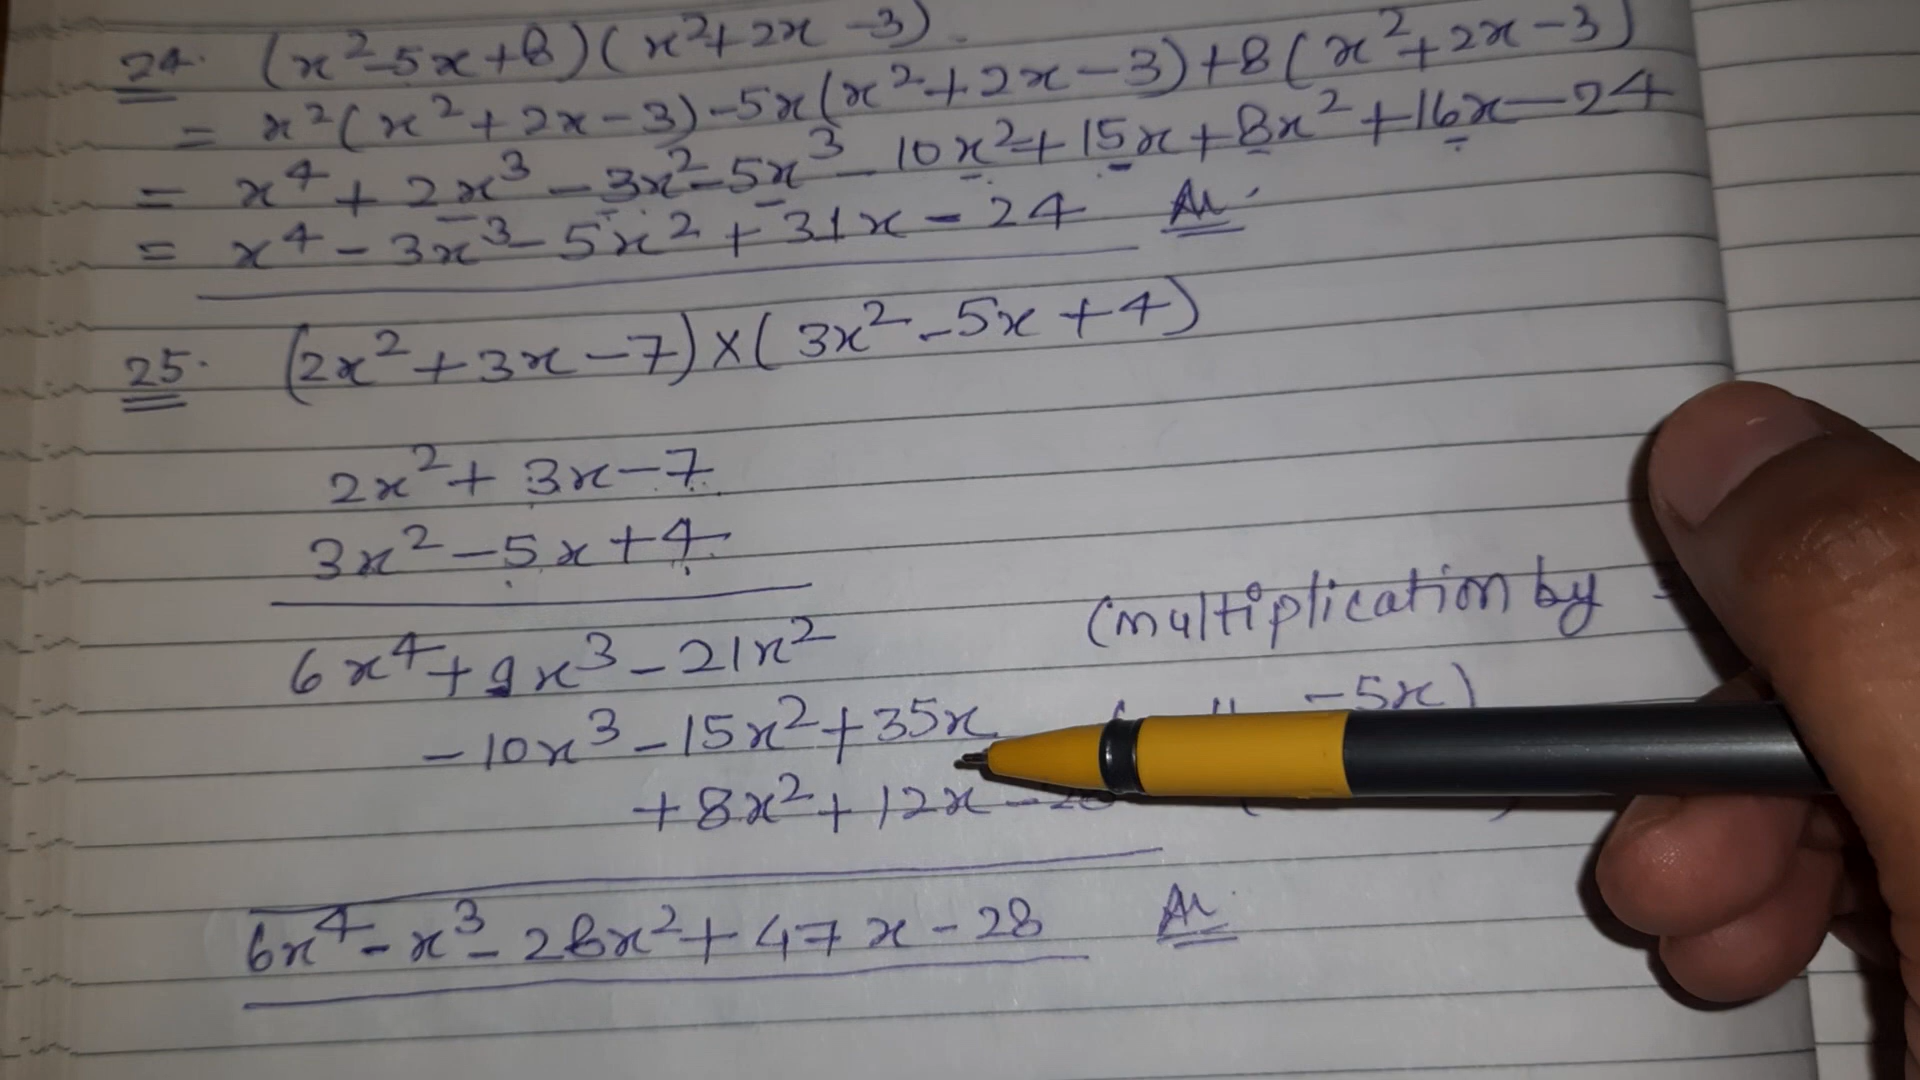 24. (x²-5x+8)(x²+2x-3)
= x²(x²+2x-3)-5x(x²+2x-3)+8(x²+2x-3)
= x⁴+2x³-3x²-5x³-10x²+15x+8x²+16x-24
= x⁴-3x³-5x²+31x-24 An.
25. (2x²+3x-7)×(3x²-5x+4)
2x²+3x-7
3x²-5x+4
6x⁴+9x³-21x² (multiplication by
-10x³-15x²+35x ( " -5x)
+8x²+12x-
6x⁴-x³-28x²+47x-28 An.